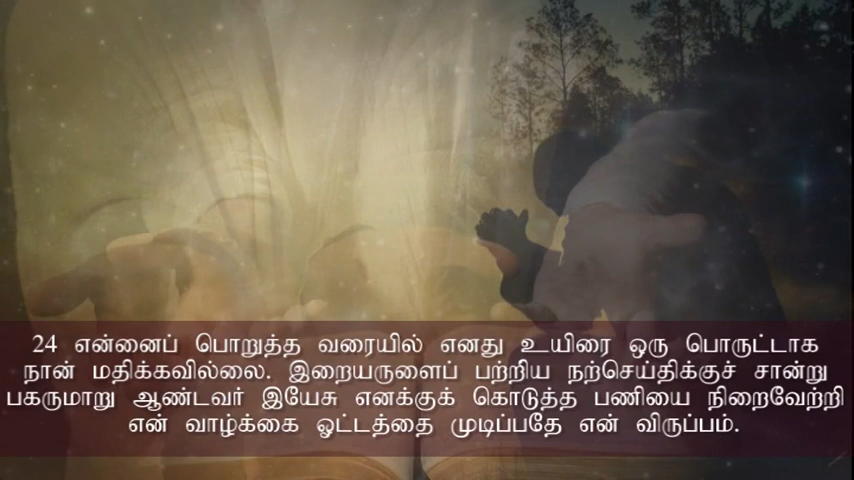 24 என்னைப் பொறுத்த வரையில் எனது உயிரை ஒரு பொருட்டாக
நான் மதிக்கவில்லை. இறையருளைப் பற்றிய நற்செய்திக்குச் சான்று
பகருமாறு ஆண்டவர் இயேசு எனக்குக் கொடுத்த பணியை நிறைவேற்றி
என் வாழ்க்கை ஓட்டத்தை முடிப்பதே என் விருப்பம்.